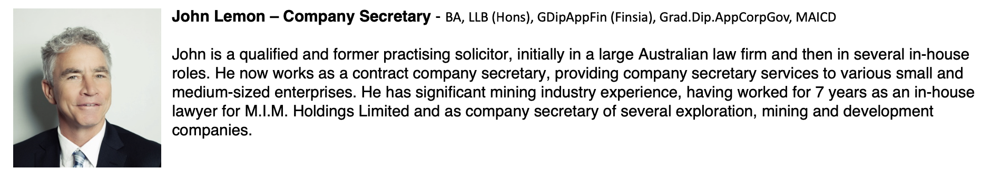 John Lemon – Company Secretary - BA, LLB (Hons), GDipAppFin (Finsia), Grad.Dip.AppCorpGov, MAICD
John is a qualified and former practising solicitor, initially in a large Australian law firm and then in several in-house
roles. He now works as a contract company secretary, providing company secretary services to various small and
medium-sized enterprises. He has significant mining industry experience, having worked for 7 years as an in-house
lawyer for M.I.M. Holdings Limited and as company secretary of several exploration, mining and development
companies.